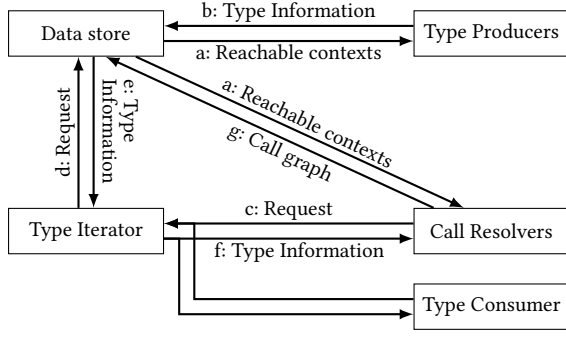 b: Type Information
Data store
Type Producers
a: Reachable contexts
d: Request
e: Type
Information
a: Reachable contexts
g: Call graph
c: Request
Type Iterator
Call Resolvers
f: Type Information
Type Consumer